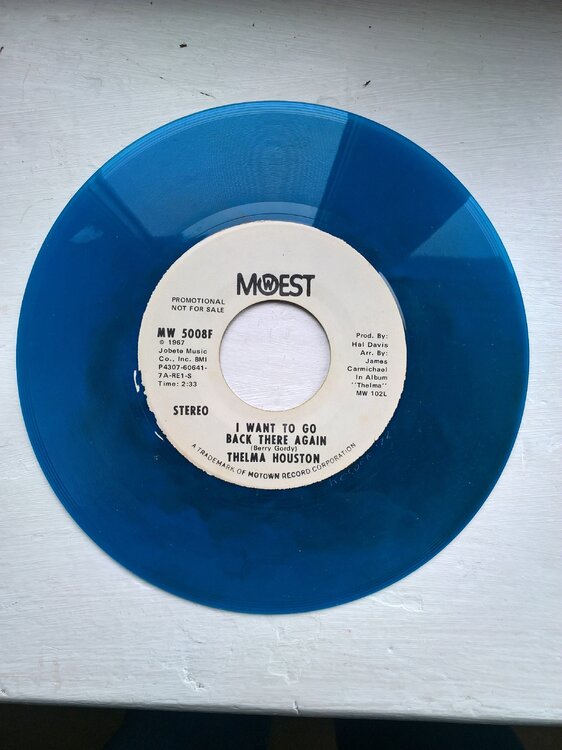 MOWEST
PROMOTIONAL
NOT FOR SALE
MW 5008F
© 1967
Jobete Music
Co., Inc. BMI
P4307-60641-
7A-RE1-S
Time: 2:33
Prod. By:
Hal Davis
Arr. By:
James
Carmichael
In Album
"Thelma"
MW 102L
STEREO
I WANT TO GO
BACK THERE AGAIN
(Berry Gordy)
THELMA HOUSTON
A TRADEMARK OF MOTOWN RECORD CORPORATION